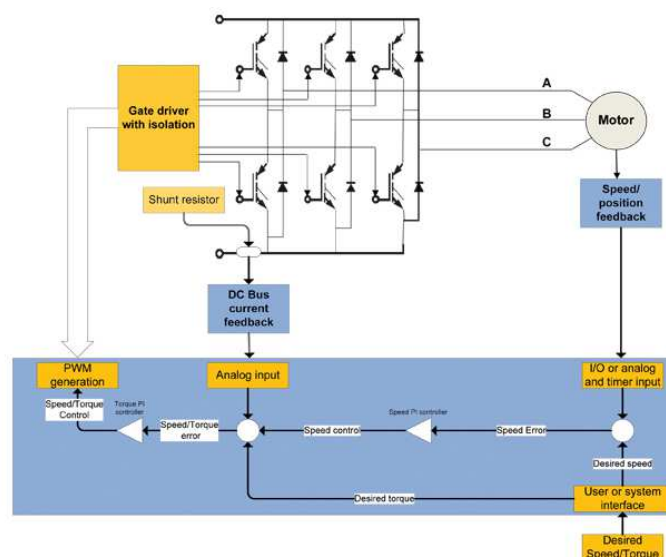 Gate driver
with isolation
A
B
C
Motor
Shunt resistor
Speed/
position
feedback
DC Bus
current
feedback
PWM
generation
Analog input
I/O or analog
and timer input
Speed/Torque
Control
Torque PI
controller
Speed/Torque
error
Speed control
Speed PI controller
Speed Error
Desired speed
Desired torque
User or system
interface
Desired
Speed/Torque